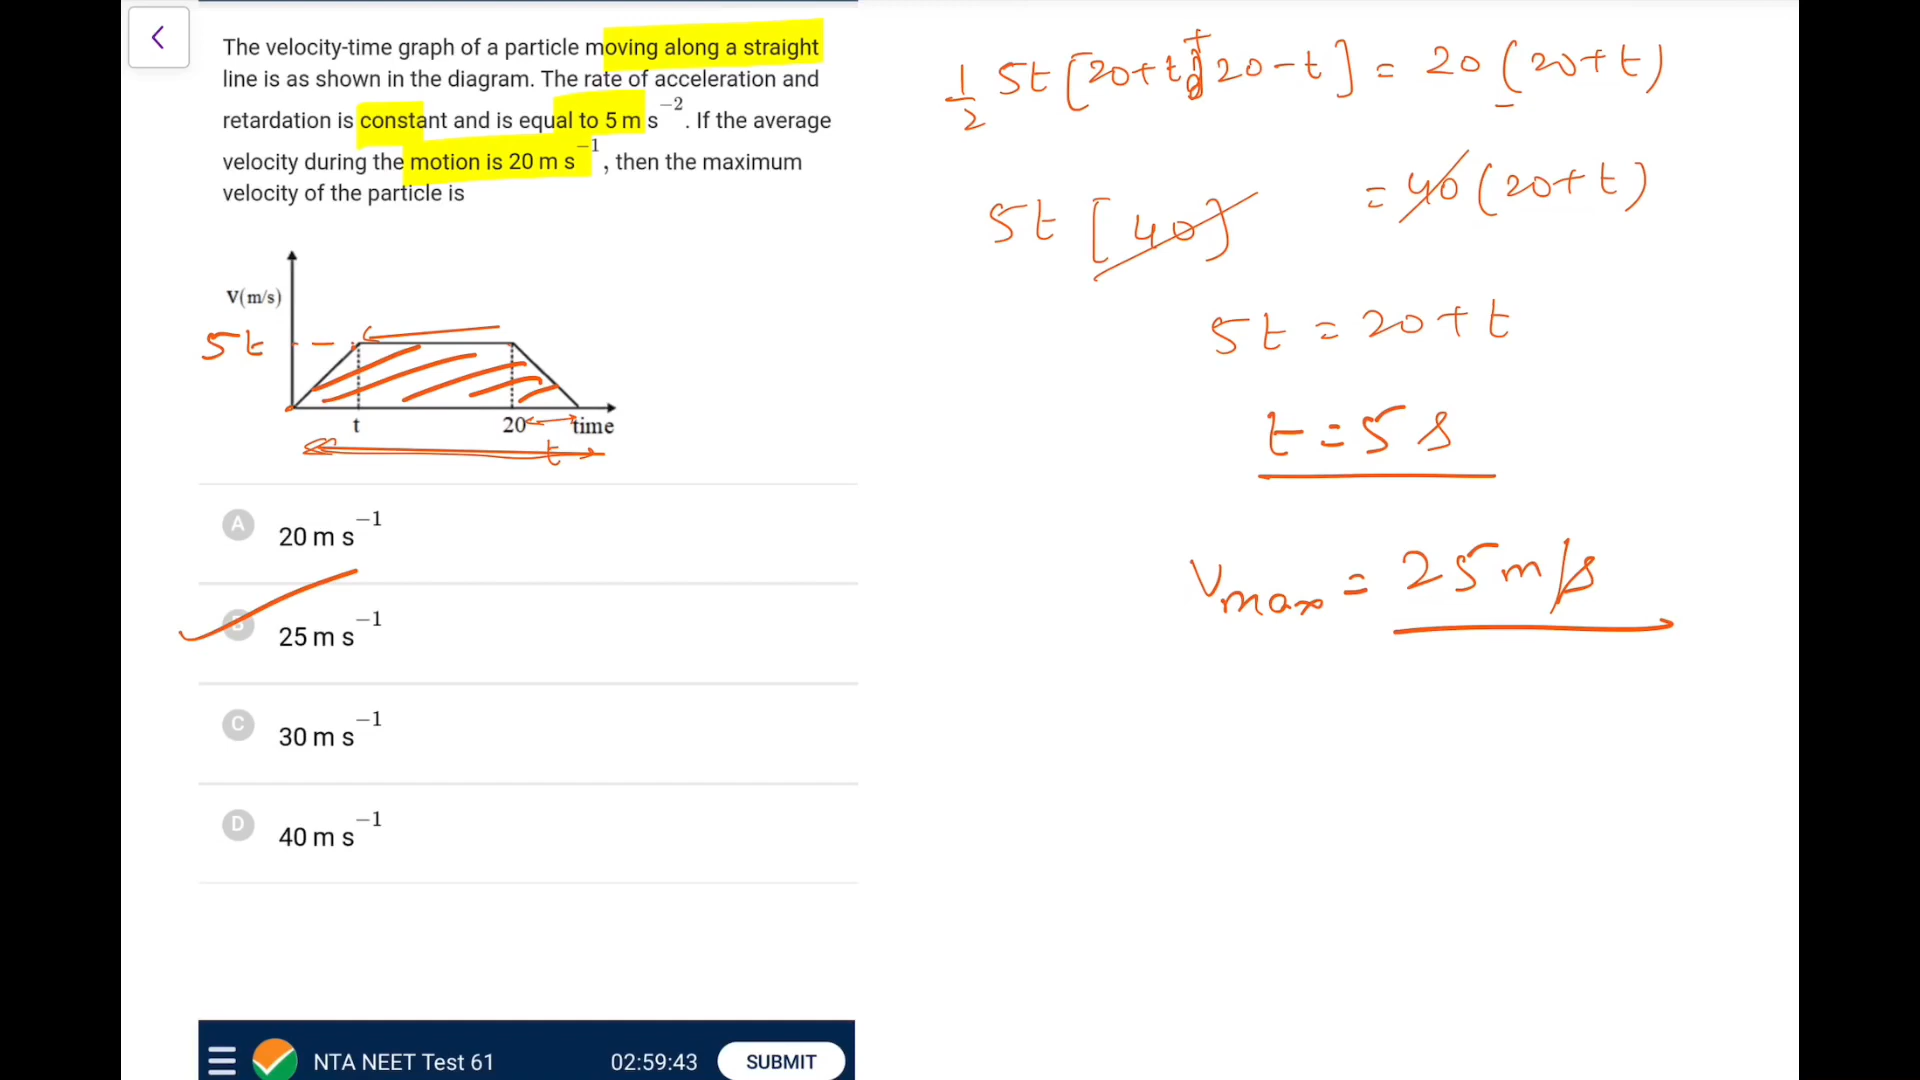 The velocity-time graph of a particle moving along a straight
line is as shown in the diagram. The rate of acceleration and
retardation is constant and is equal to 5 m s⁻². If the average
velocity during the motion is 20 m s⁻¹, then the maximum
velocity of the particle is
V(m/s)
5t
t 20 time
t
A 20 m s⁻¹
B 25 m s⁻¹
C 30 m s⁻¹
D 40 m s⁻¹
NTA NEET Test 61 02:59:43 SUBMIT
1/2 5t [20+t+20-t] = 20 (20+t)
5t [40] = 40 (20+t)
5t = 20+t
t = 5 s
Vmax = 25 m/s